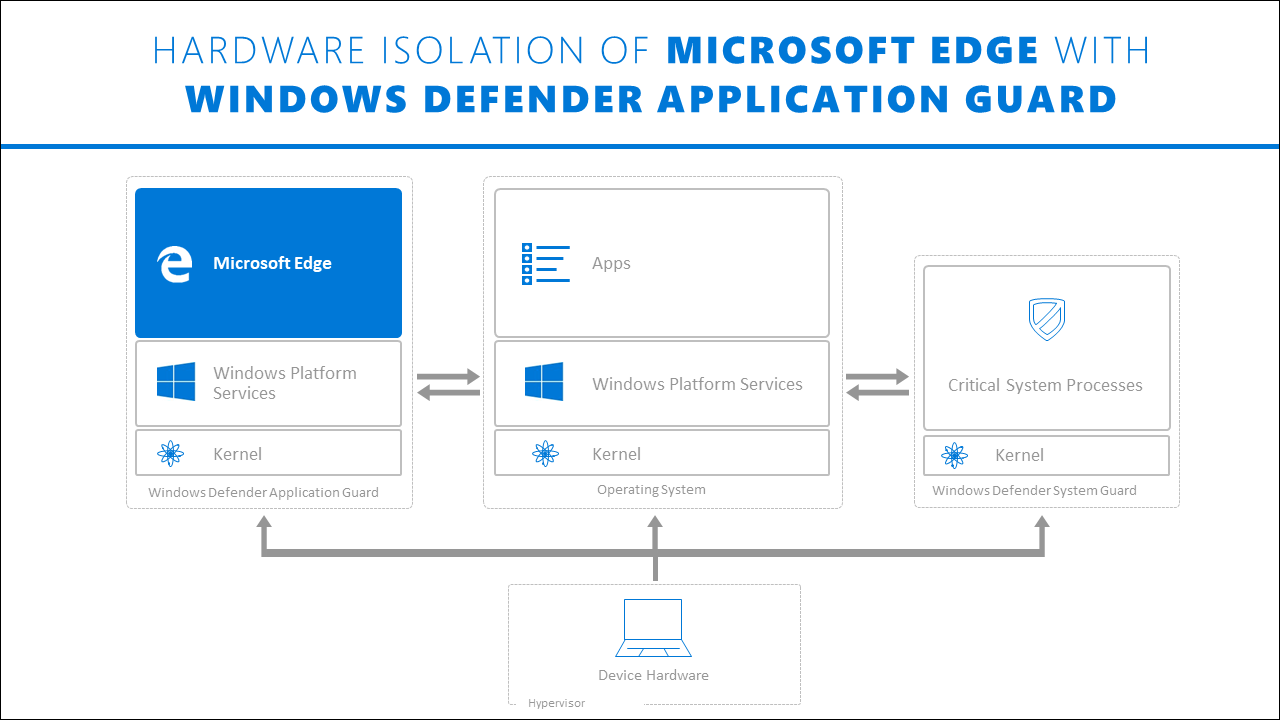 HARDWARE ISOLATION OF MICROSOFT EDGE WITH
WINDOWS DEFENDER APPLICATION GUARD
Microsoft Edge
Windows Platform
Services
Kernel
Windows Defender Application Guard
Apps
Windows Platform Services
Kernel
Operating System
Critical System Processes
Kernel
Windows Defender System Guard
Device Hardware
Hypervisor